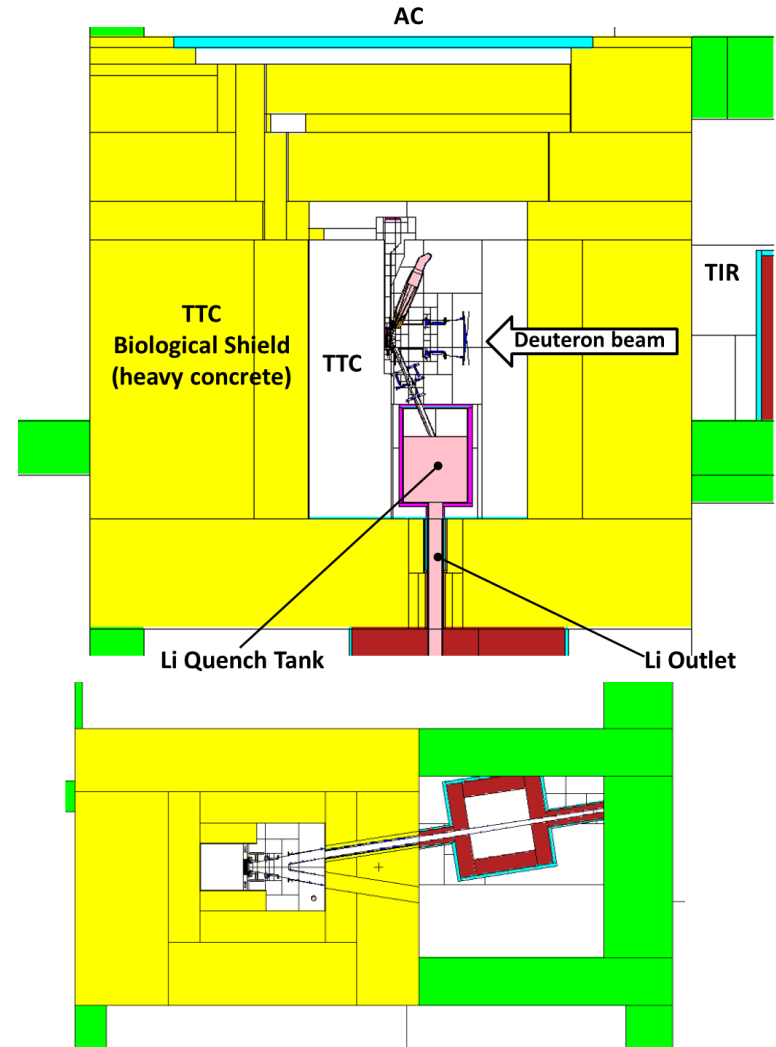 AC
TIR
TTC
Biological Shield
(heavy concrete)
TTC
Deuteron beam
Li Quench Tank
Li Outlet